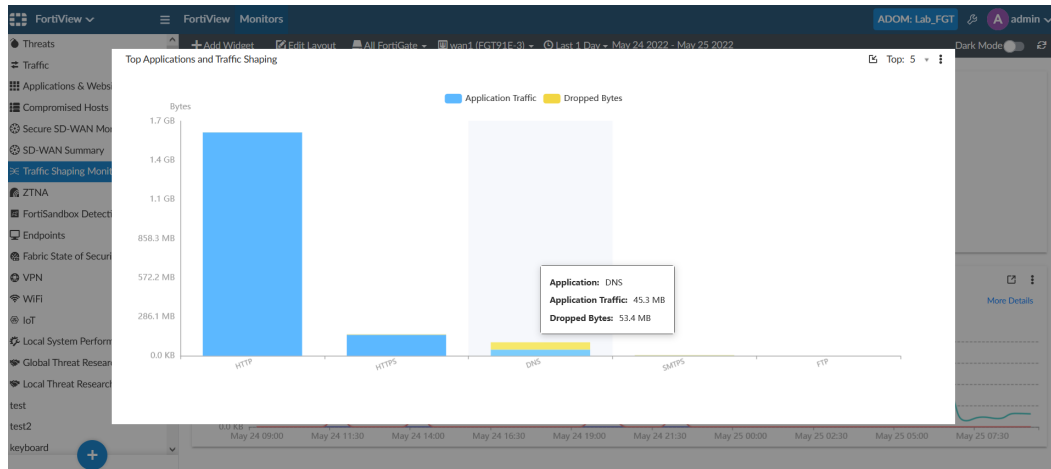 FortiView
FortiView Monitors
ADOM: Lab_FGT
A admin
Threats
Traffic
Applications & Websi
Compromised Hosts
Secure SD-WAN Mon
SD-WAN Summary
Traffic Shaping Monit
ZTNA
FortiSandbox Detecti
Endpoints
Fabric State of Securi
VPN
WiFi
IoT
Local System Perform
Global Threat Resear
Local Threat Research
test
test2
keyboard
+
+ Add Widget Edit Layout All FortiGate wan1 (FGT91E-3) Last 1 Day - May 24 2022 - May 25 2022
Dark Mode
Top Applications and Traffic Shaping
Top: 5
Application Traffic Dropped Bytes
Bytes
1.7 GB
1.4 GB
1.1 GB
858.3 MB
572.2 MB
286.1 MB
0.0 KB
HTTP HTTPS DNS SMTPS FTP
Application: DNS
Application Traffic: 45.3 MB
Dropped Bytes: 53.4 MB
More Details
0.0 KB
May 24 09:00 May 24 11:30 May 24 14:00 May 24 16:30 May 24 19:00 May 24 21:30 May 25 00:00 May 25 02:30 May 25 05:00 May 25 07:30